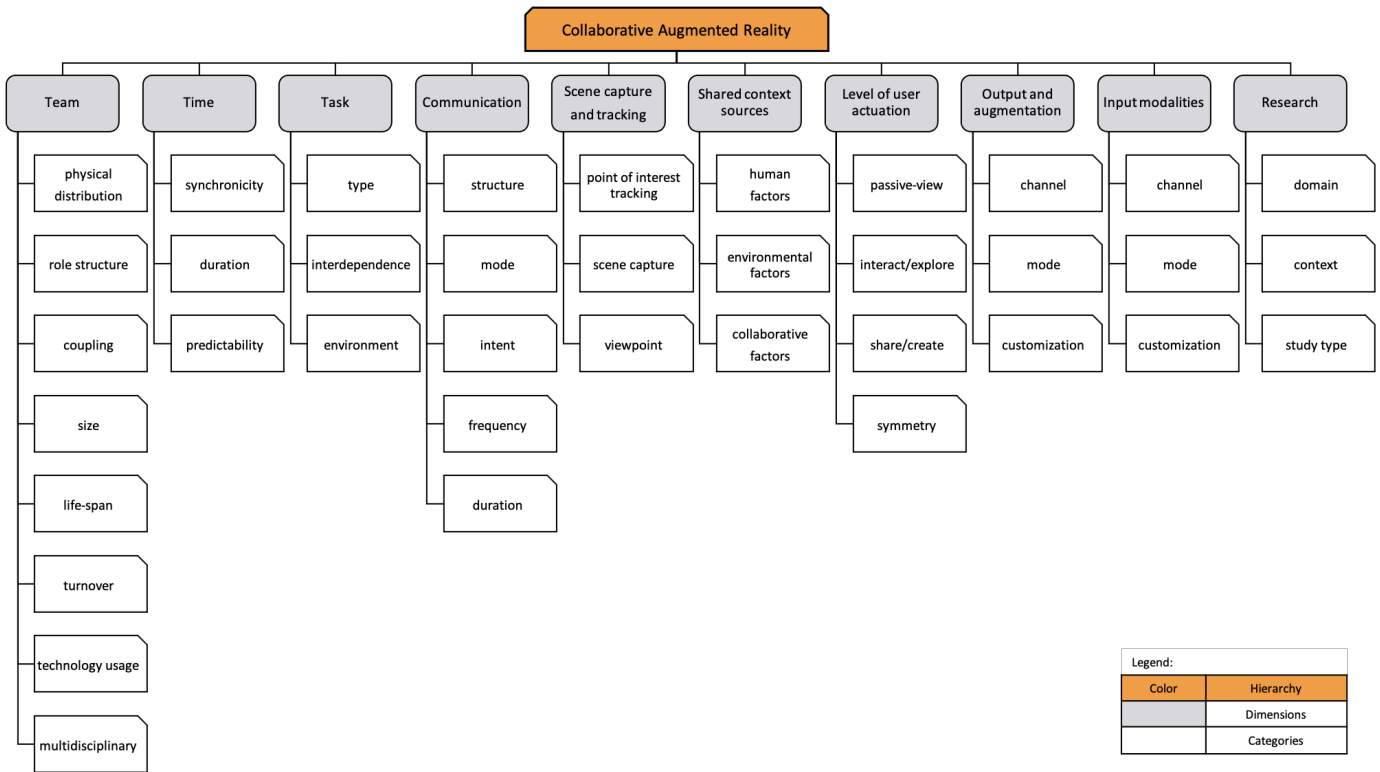 Collaborative Augmented Reality
Team
Time
Task
Communication
Scene capture
and tracking
Shared context
sources
Level of user
actuation
Output and
augmentation
Input modalities
Research
physical
distribution
role structure
coupling
size
life-span
turnover
technology usage
multidisciplinary
synchronicity
duration
predictability
type
interdependence
environment
structure
mode
intent
frequency
duration
point of interest
tracking
scene capture
viewpoint
human
factors
environmental
factors
collaborative
factors
passive-view
interact/explore
share/create
symmetry
channel
mode
customization
channel
mode
customization
domain
context
study type
Legend:
Color
Hierarchy
Dimensions
Categories